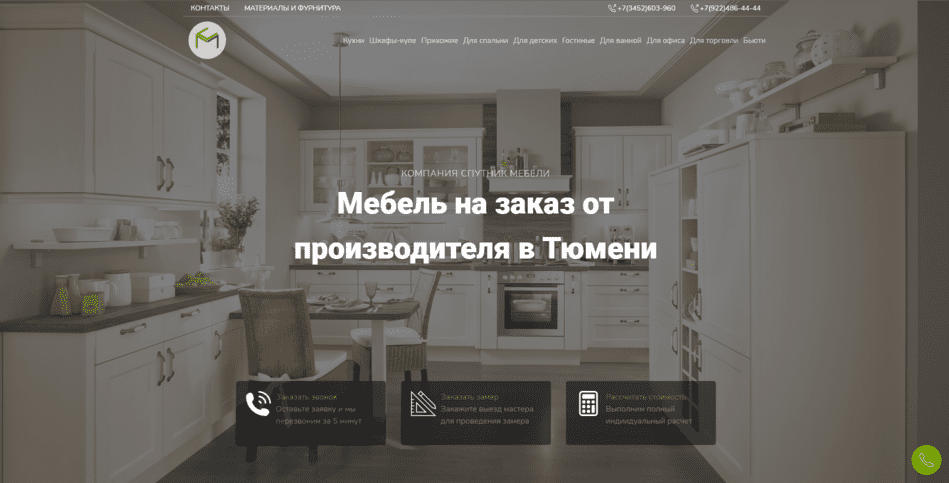 КОНТАКТЫ МАТЕРИАЛЫ И ФУРНИТУРА +7(3452)603-960 +7(922)486-44-44
Кухни Шкафы-купе Прихожие Для спальни Для детских Гостиные Для ванной Для офиса Для торговли Бьюти
КОМПАНИЯ СПУТНИК МЕБЕЛИ
Мебель на заказ от
производителя в Тюмени
Заказать звонок
Оставьте заявку и мы
перезвоним за 5 минут
Заказать замер
Закажите выезд мастера
для проведения замера
Рассчитать стоимость
Выполним полный
индиидуальный расчет